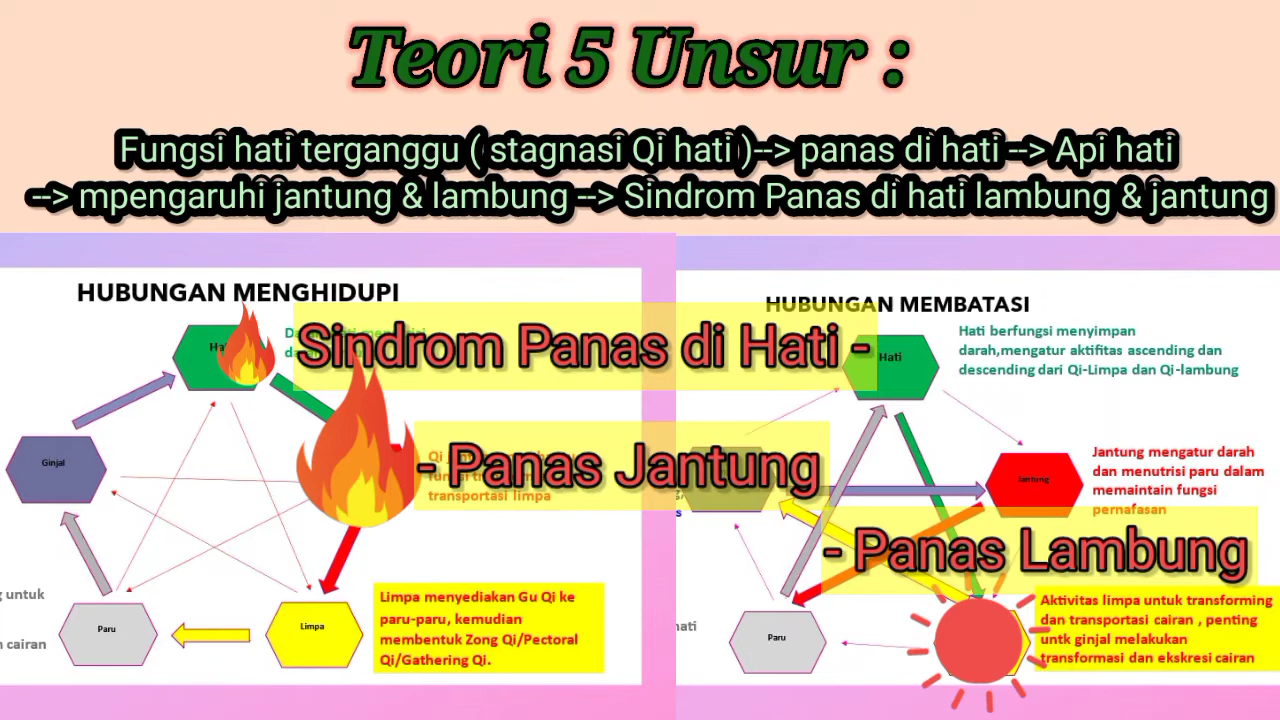 Teori 5 Unsur :
Fungsi hati terganggu ( stagnasi Qi hati )--> panas di hati --> Api hati
--> mpengaruhi jantung & lambung --> Sindrom Panas di hati lambung & jantung
HUBUNGAN MENGHIDUPI
Sindrom Panas di Hati -
- Panas Jantung
transportasi limpa
Ginjal
Paru
Limpa
untuk
cairan
Limpa menyediakan Gu Qi ke
paru-paru, kemudian
membentuk Zong Qi/Pectoral
Qi/Gathering Qi.
HUBUNGAN MEMBATASI
Hati
Hati berfungsi menyimpan
darah,mengatur aktifitas ascending dan
descending dari Qi-Limpa dan Qi-lambung
Jantung
Jantung mengatur darah
dan menutrisi paru dalam
memaintain fungsi
pernafasan
- Panas Lambung
Paru
Aktivitas limpa untuk transforming
dan transportasi cairan , penting
untk ginjal melakukan
transformasi dan ekskresi cairan